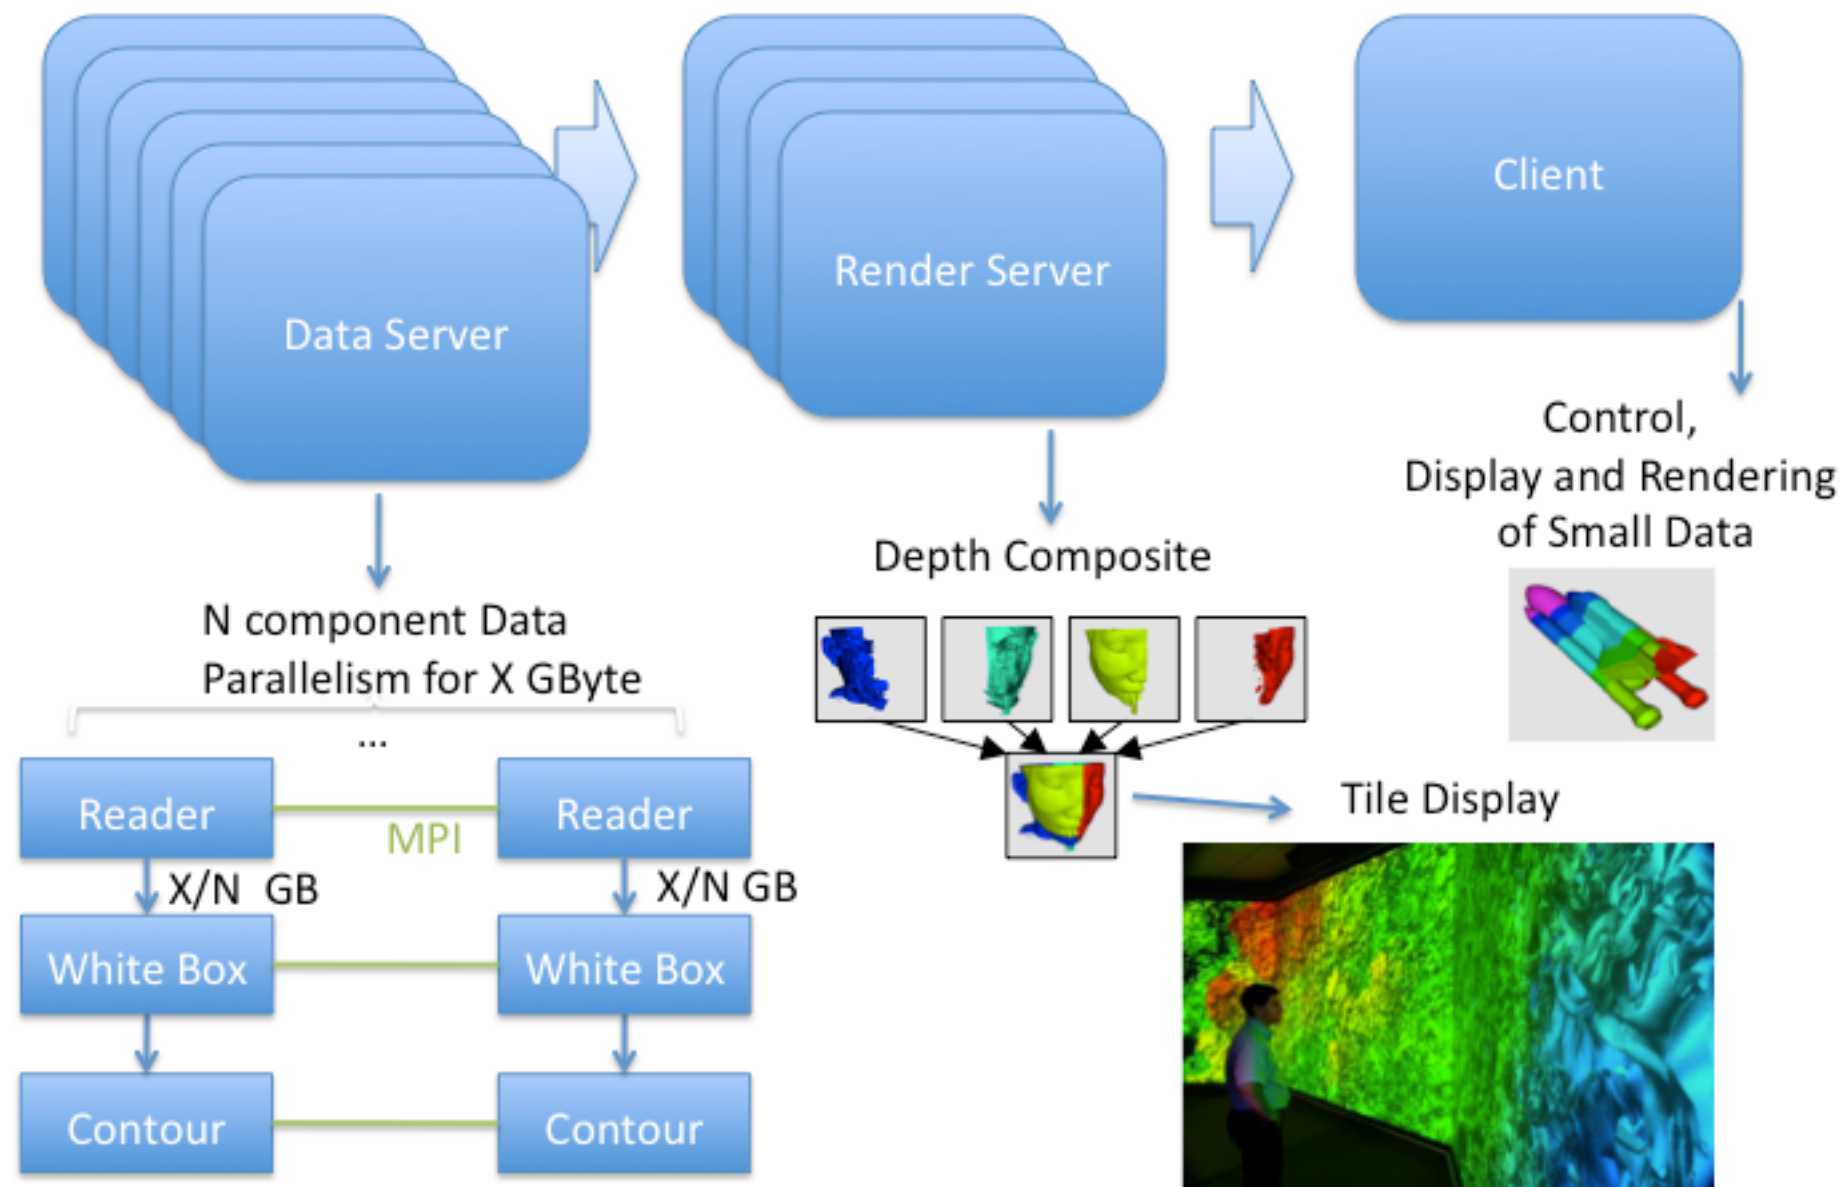 Data Server
Render Server
Client
N component Data
Parallelism for X GByte
...
Reader
Reader
MPI
X/N GB
X/N GB
White Box
White Box
Contour
Contour
Depth Composite
Control,
Display and Rendering
of Small Data
Tile Display